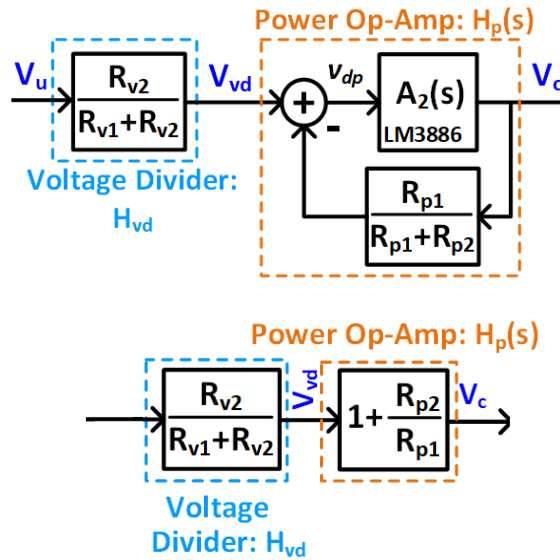 Power Op-Amp: Hp(s)
Vu
Rv2
Rv1+Rv2
Vvd
+
-
vdp
A2(s)
LM3886
Vc
Voltage Divider:
Hvd
Rp1
Rp1+Rp2
Power Op-Amp: Hp(s)
Rv2
Rv1+Rv2
Vvd
1+ Rp2
Rp1
Vc
Voltage
Divider: Hvd